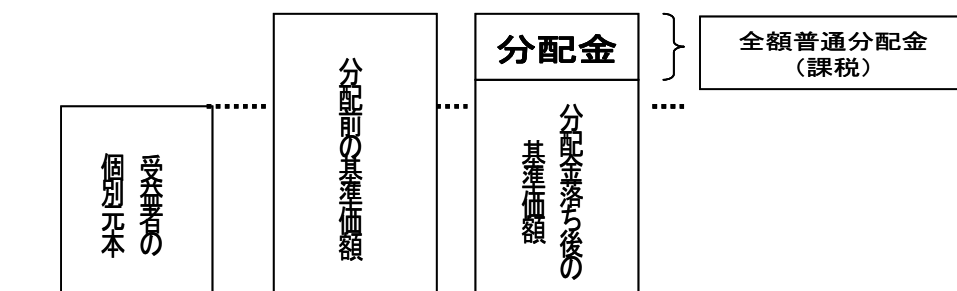 受益者の
個別元本
分配前の基準価額
分配金
分配金落ち後の
基準価額
全額普通分配金
（課税）